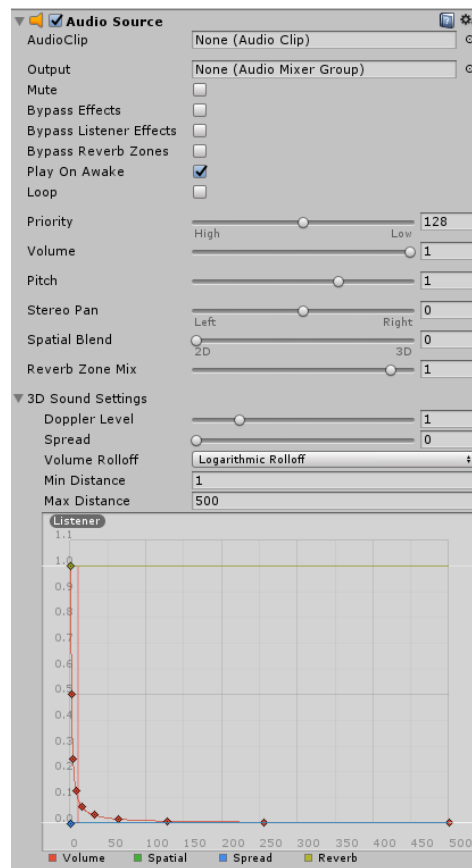 Audio Source
AudioClip None (Audio Clip)
Output None (Audio Mixer Group)
Mute
Bypass Effects
Bypass Listener Effects
Bypass Reverb Zones
Play On Awake
Loop
Priority 128
High Low
Volume 1
Pitch 1
Stereo Pan 0
Left Right
Spatial Blend 0
2D 3D
Reverb Zone Mix 1
3D Sound Settings
Doppler Level 1
Spread 0
Volume Rolloff Logarithmic Rolloff
Min Distance 1
Max Distance 500
Listener
1.1
1.0
0.9
0.8
0.7
0.6
0.5
0.4
0.3
0.2
0.1
0.0
0 50 100 150 200 250 300 350 400 450 500
Volume Spatial Spread Reverb